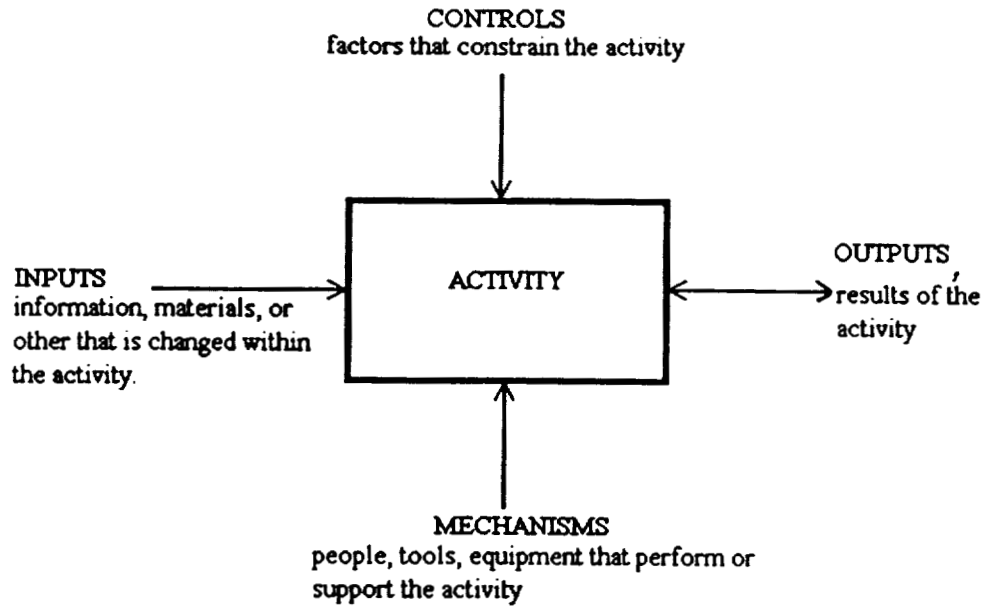 CONTROLS
factors that constrain the activity
ACTIVITY
INPUTS
information, materials, or
other that is changed within
the activity.
OUTPUTS
results of the
activity
MECHANISMS
people, tools, equipment that perform or
support the activity